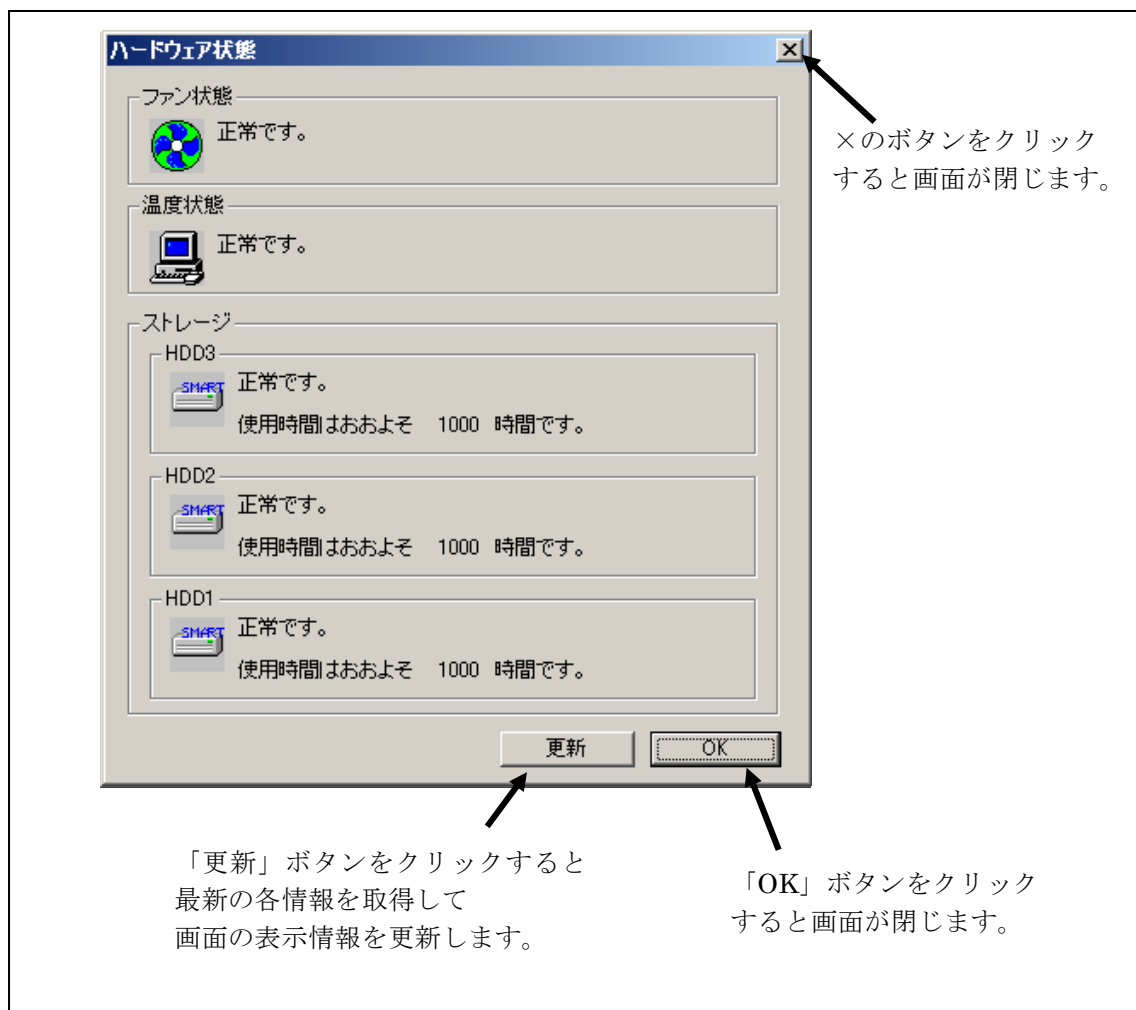 ハードウェア状態
ファン状態
正常です。
×のボタンをクリック
すると画面が閉じます。
温度状態
正常です。
ストレージ
HDD3
SMART
正常です。
使用時間はおおよそ 1000 時間です。
HDD2
SMART
正常です。
使用時間はおおよそ 1000 時間です。
HDD1
SMART
正常です。
使用時間はおおよそ 1000 時間です。
更新
OK
「更新」ボタンをクリックすると
最新の各情報を取得して
画面の表示情報を更新します。
「OK」ボタンをクリック
すると画面が閉じます。